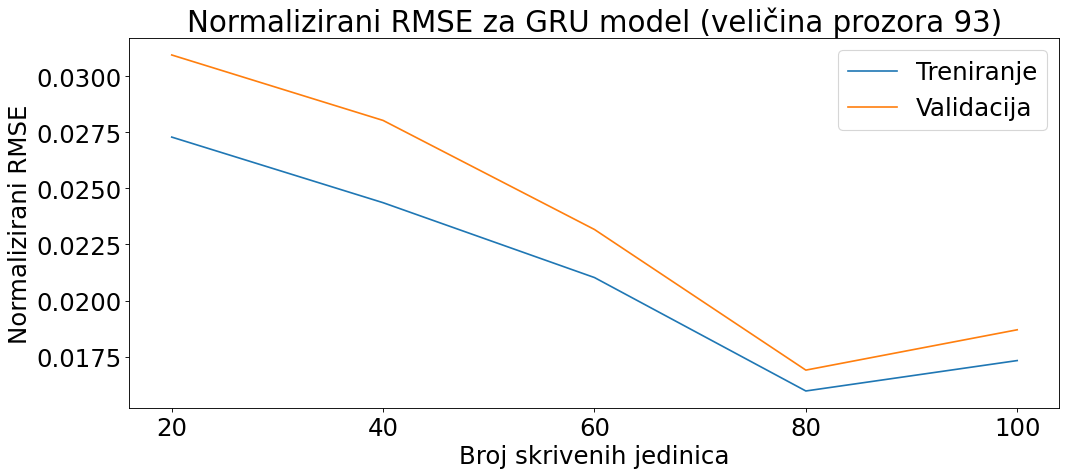 Normalizirani RMSE za GRU model (veličina prozora 93)
Treniranje
Validacija
Normalizirani RMSE
0.0300
0.0275
0.0250
0.0225
0.0200
0.0175
20 40 60 80 100
Broj skrivenih jedinica